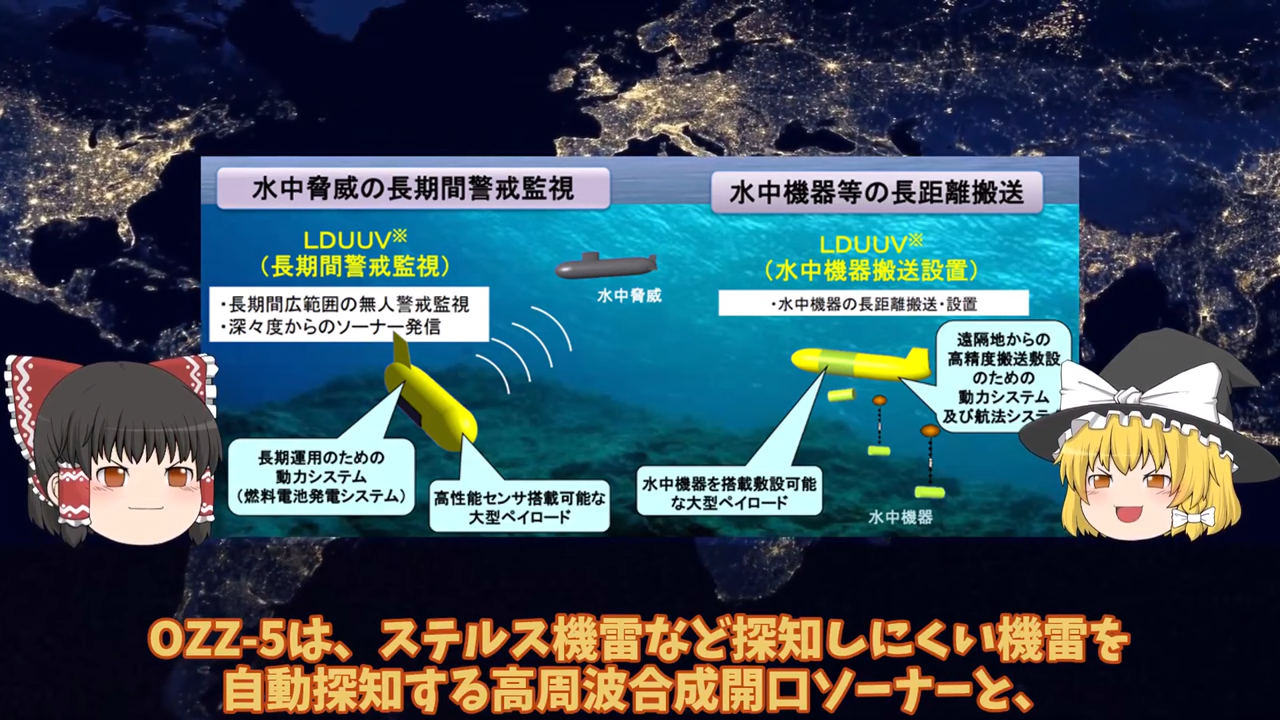 水中脅威の長期間警戒監視
LDUUV※
（長期間警戒監視）
・長期間広範囲の無人警戒監視
・深々度からのソーナー発信
水中脅威
長期運用のための
動力システム
（燃料電池発電システム）
高性能センサ搭載可能な
大型ペイロード
水中機器等の長距離搬送
LDUUV※
（水中機器搬送設置）
・水中機器の長距離搬送・設置
遠隔地からの
高精度搬送敷設
のための
動力システム
及び航法システ
水中機器を搭載敷設可能
な大型ペイロード
水中機器
OZZ-5は、ステルス機雷など探知しにくい機雷を
自動探知する高周波合成開口ソーナーと、